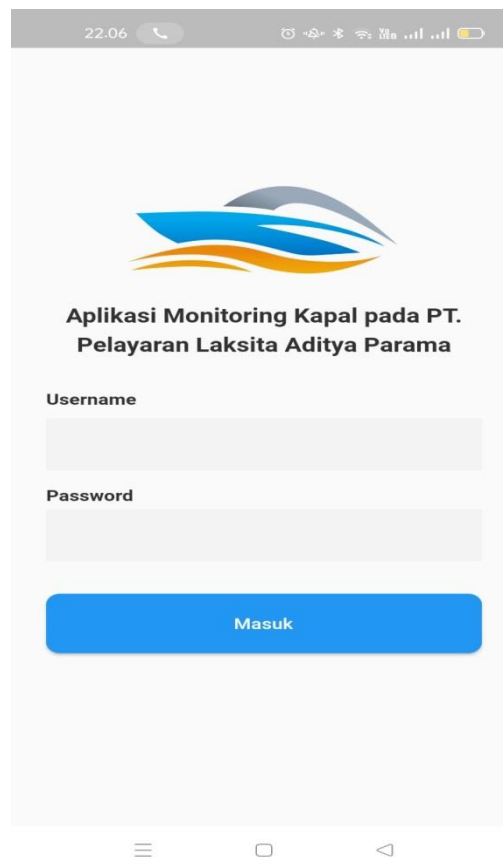 22.06
Aplikasi Monitoring Kapal pada PT.
Pelayaran Laksita Aditya Parama
Username
Password
Masuk